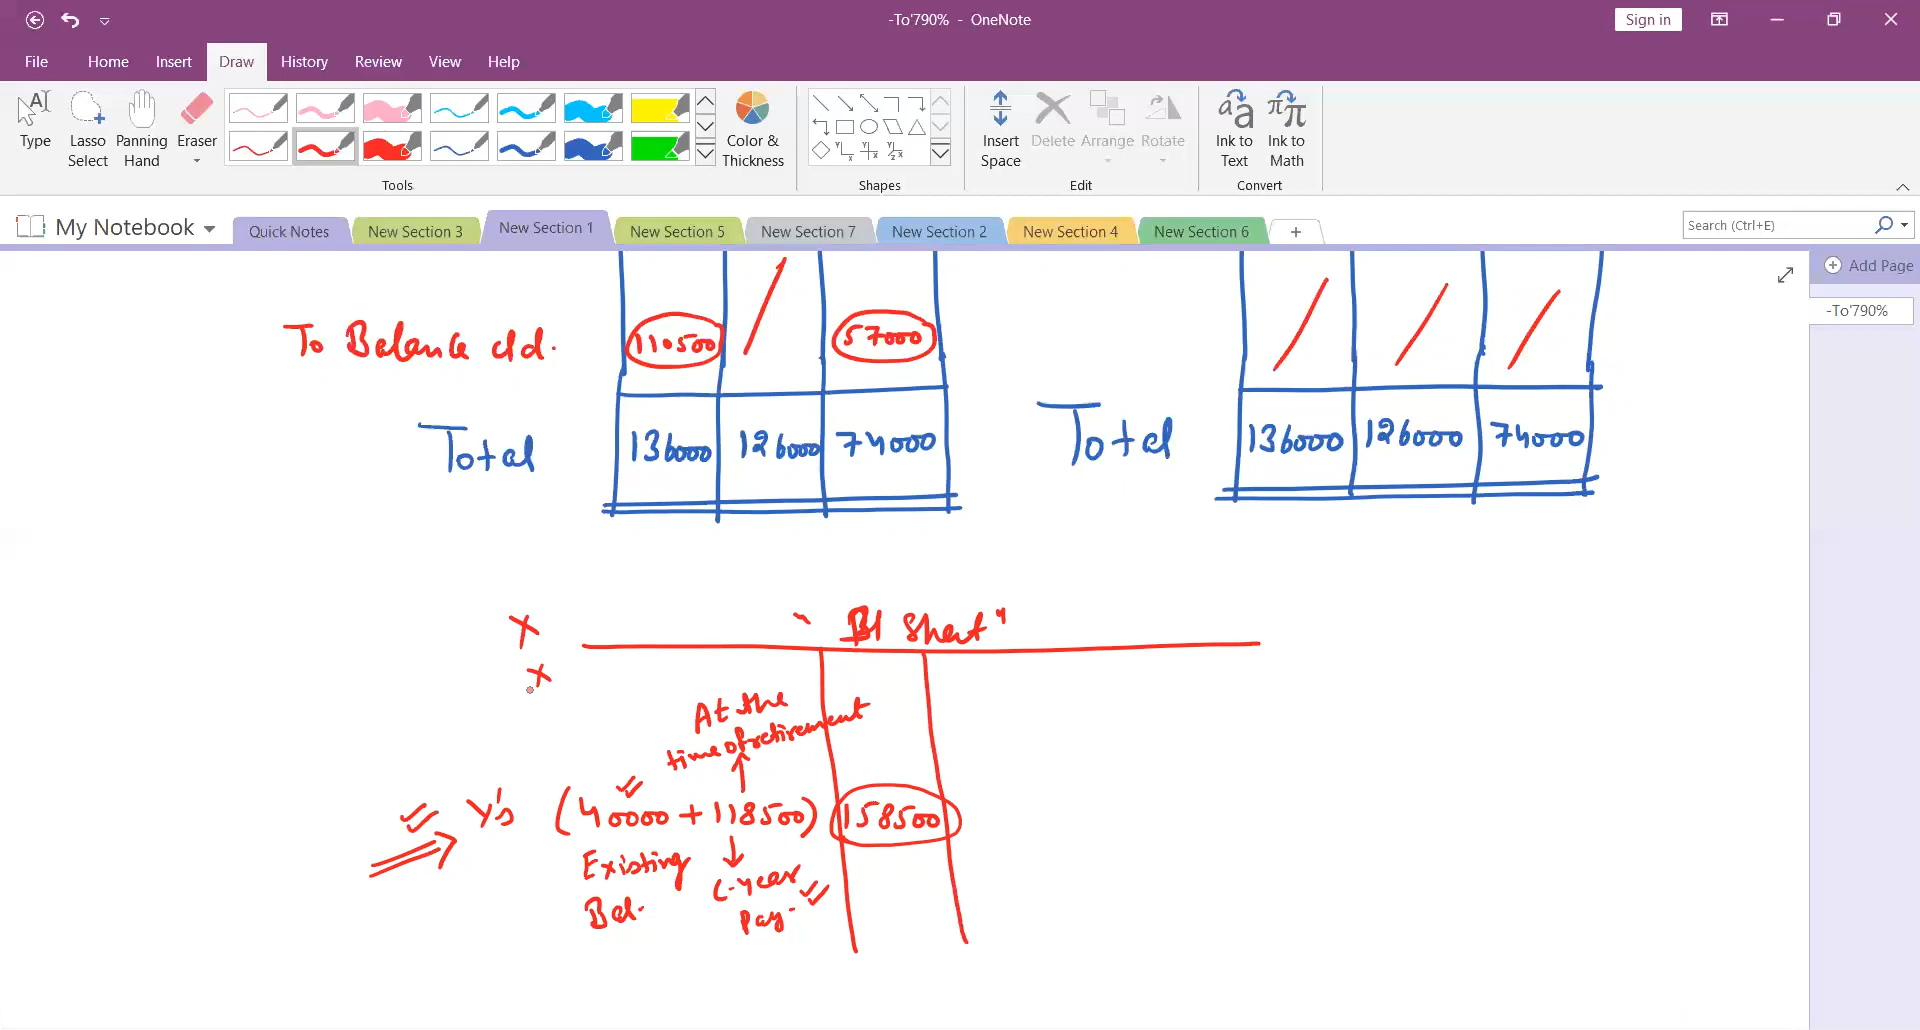 -To'790% - OneNote
Sign in
File Home Insert Draw History Review View Help
Type
Lasso Select
Panning Hand
Eraser
Color & Thickness
Insert Space
Delete
Arrange
Rotate
Ink to Text
Ink to Math
Tools
Shapes
Edit
Convert
My Notebook
Quick Notes
New Section 3
New Section 1
New Section 5
New Section 7
New Section 2
New Section 4
New Section 6
Search (Ctrl+E)
Add Page
-To'790%
To Balance c/d. 110500 57000
Total 136000 126000 74000
Total 136000 126000 74000
X " Bl Sheet "
X
At the
time of retirement
Y's (40000 + 118500) 158500
Existing
Bal.
C.year
Pay.